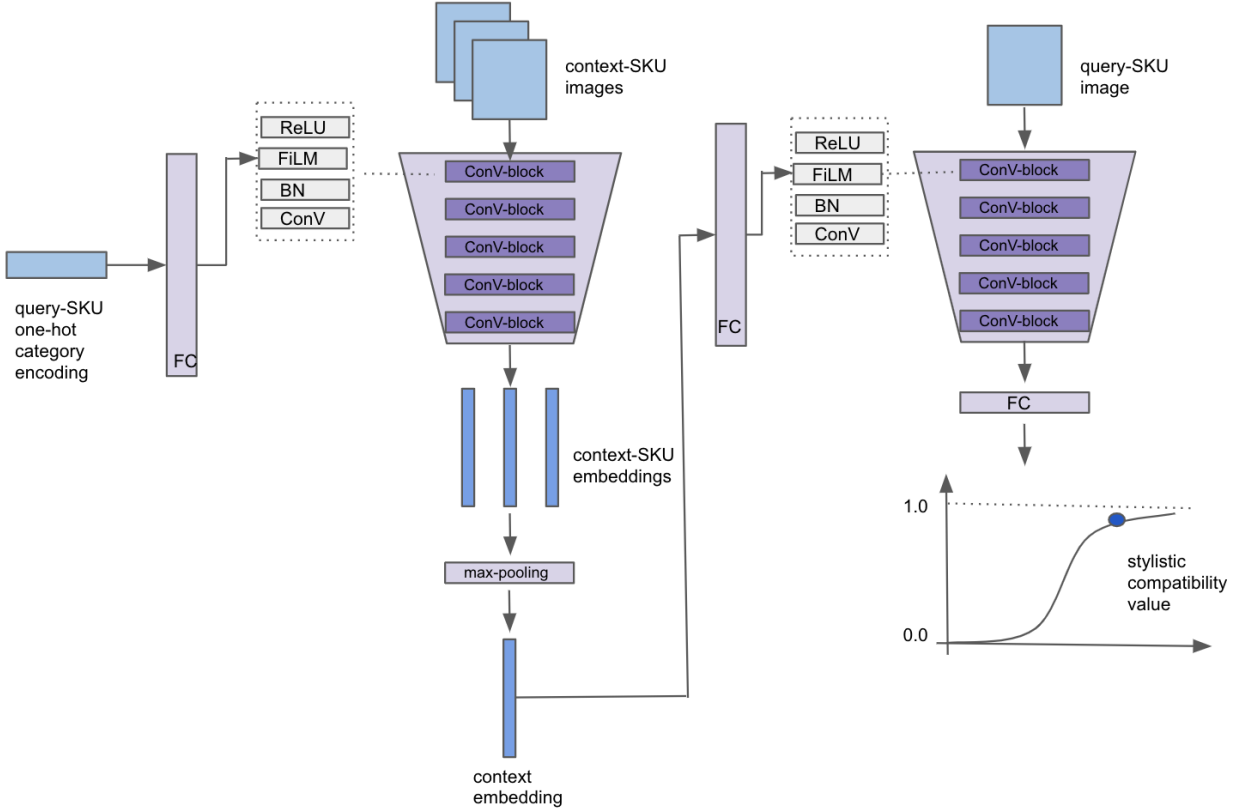 context-SKU
images
query-SKU
image
ReLU
FiLM
BN
ConV
ConV-block
ConV-block
ConV-block
ConV-block
ConV-block
ReLU
FiLM
BN
ConV
ConV-block
ConV-block
ConV-block
ConV-block
ConV-block
query-SKU
one-hot
category
encoding
FC
FC
FC
context-SKU
embeddings
max-pooling
context
embedding
1.0
0.0
stylistic
compatibility
value